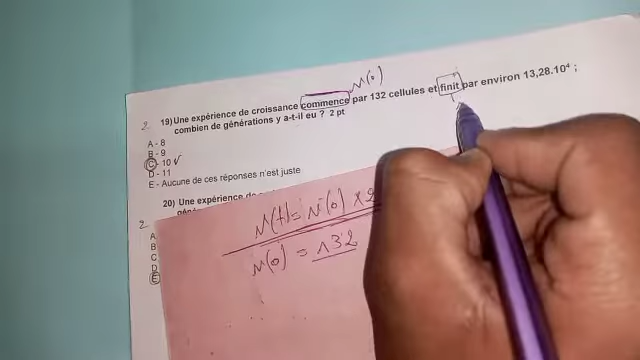 N(0)
2
19) Une expérience de croissance commence par 132 cellules et finit par environ 13,28.10⁴ ;
combien de générations y a-t-il eu ? 2 pt
A - 8
B - 9
C - 10 ✓
D - 11
E - Aucune de ces réponses n'est juste
20) Une expérience
2
A
B
C
D
E
N(t) = N(0) × 2
N(0) = 132